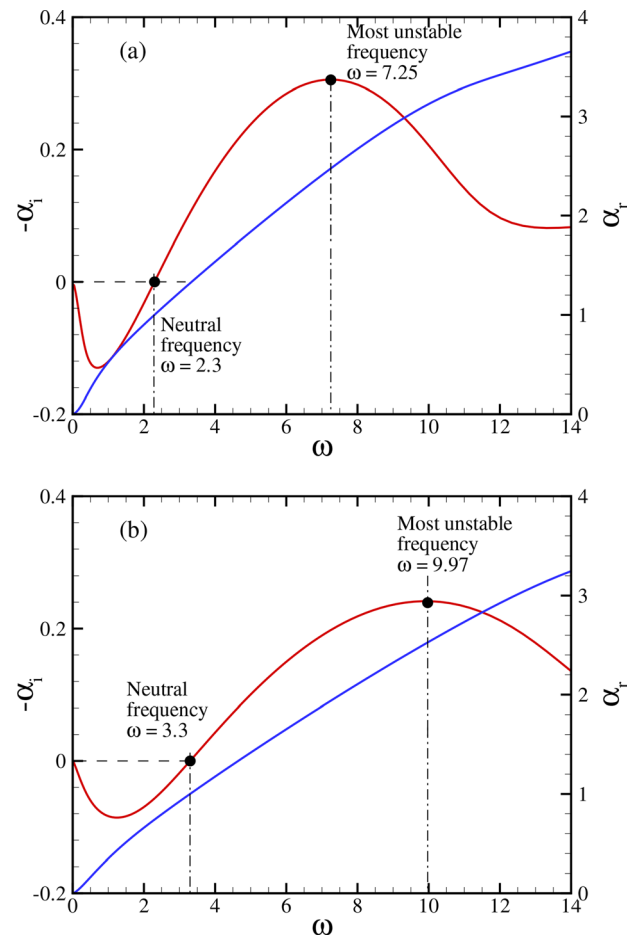 (a)
Most unstable
frequency
ω = 7.25
Neutral
frequency
ω = 2.3
-αᵢ
0.4
0.2
0
-0.2
αᵣ
4
3
2
1
0
0 2 4 6 8 10 12 14
ω
(b)
Most unstable
frequency
ω = 9.97
Neutral
frequency
ω = 3.3
-αᵢ
0.4
0.2
0
-0.2
αᵣ
4
3
2
1
0
0 2 4 6 8 10 12 14
ω